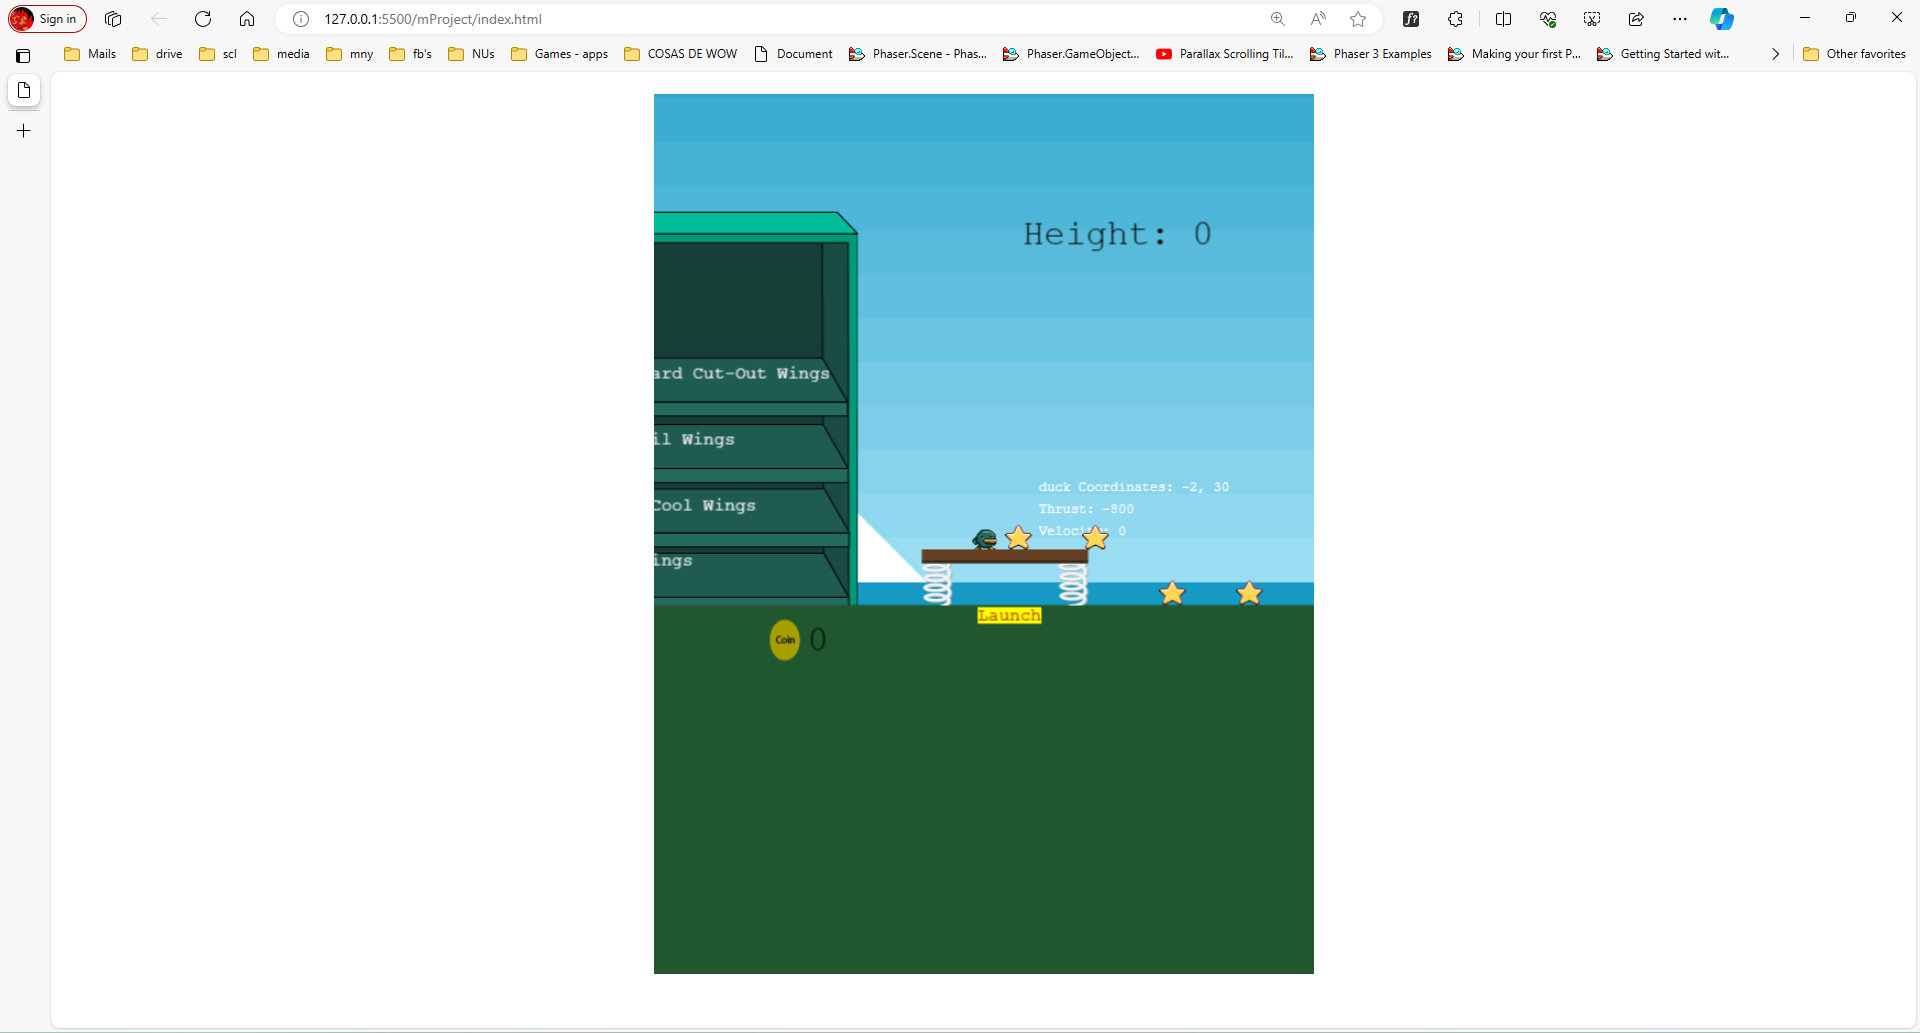 Sign in
127.0.0.1:5500/mProject/index.html
Mails
drive
scl
media
mny
fb's
NUs
Games - apps
COSAS DE WOW
Document
Phaser.Scene - Phas...
Phaser.GameObject...
Parallax Scrolling Til...
Phaser 3 Examples
Making your first P...
Getting Started wit...
Other favorites
Height: 0
ard Cut-Out Wings
il Wings
Cool Wings
ings
duck Coordinates: -2, 30
Thrust: -800
0
Launch
Coin 0